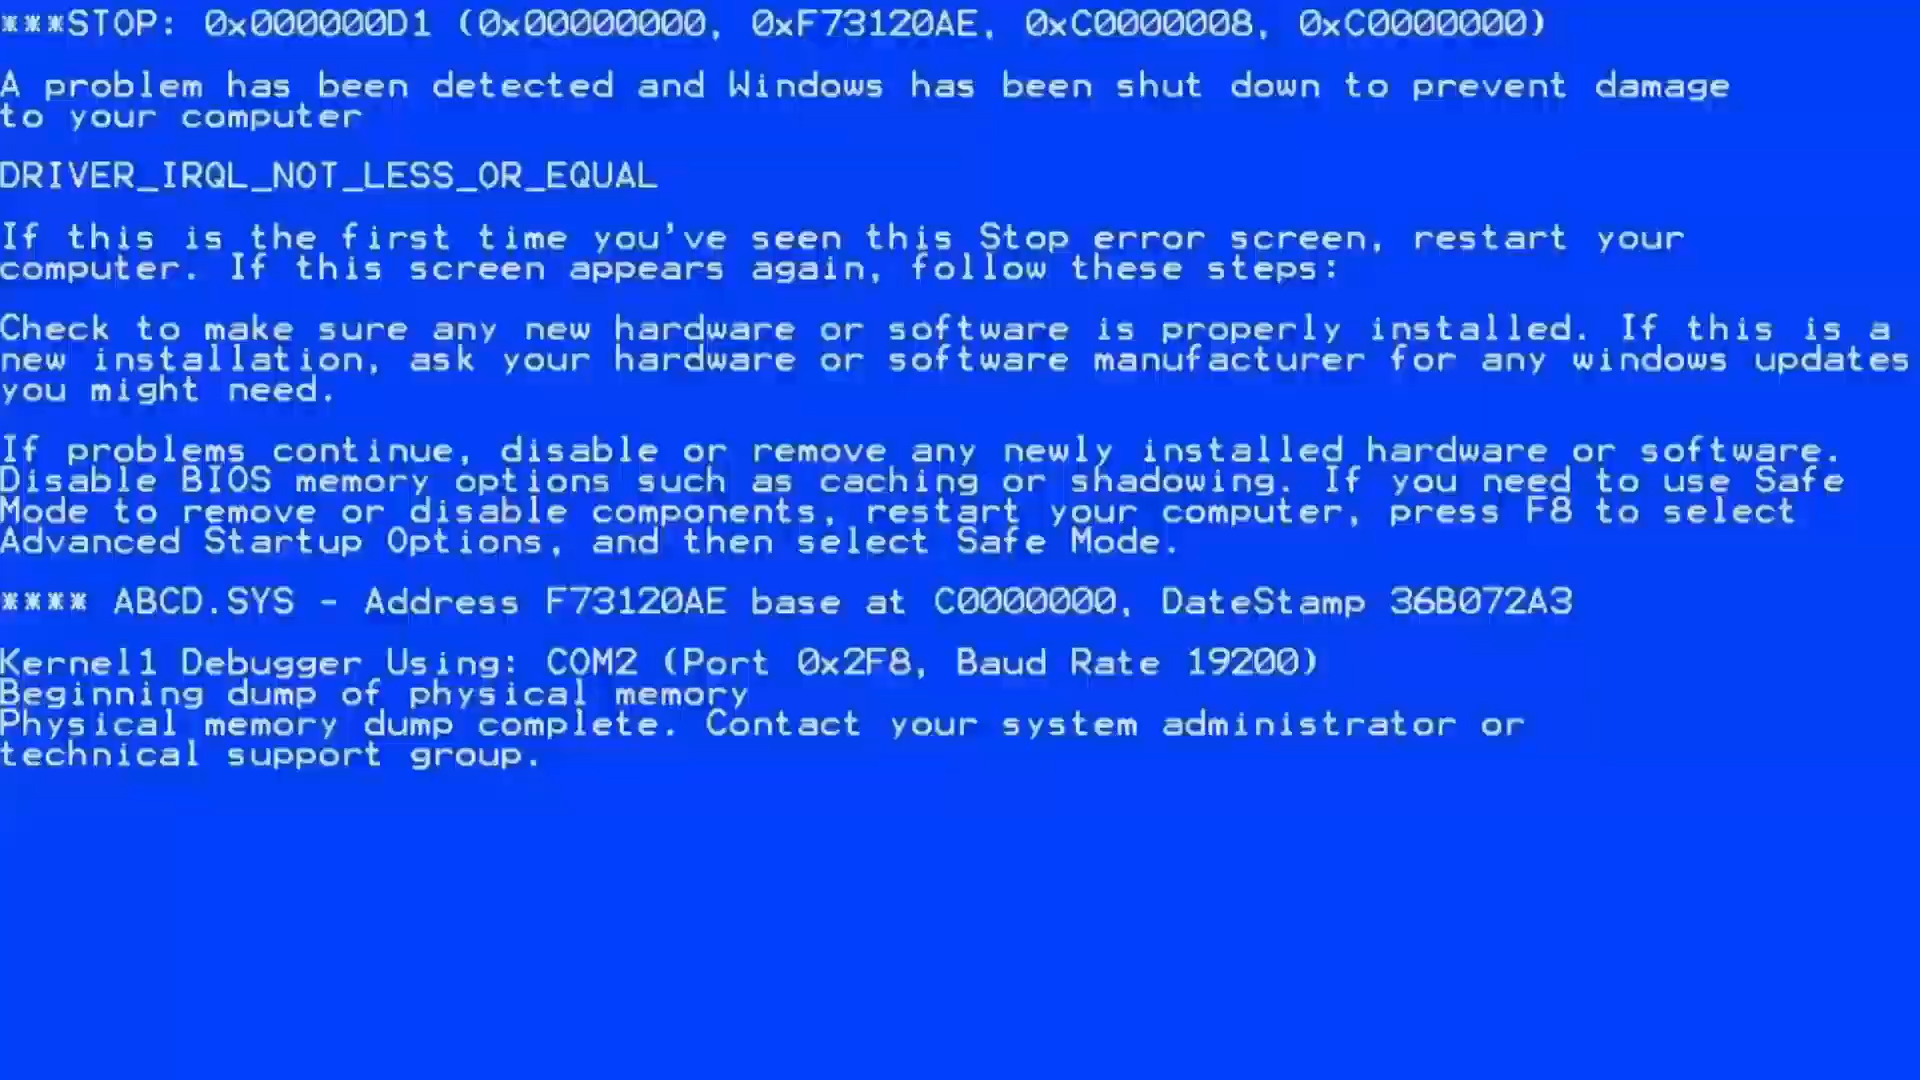 ***STOP: 0x000000D1 (0x00000000, 0xF73120AE, 0xC0000008, 0xC0000000)
A problem has been detected and Windows has been shut down to prevent damage
to your computer
DRIVER_IRQL_NOT_LESS_OR_EQUAL
If this is the first time you've seen this Stop error screen, restart your
computer. If this screen appears again, follow these steps:
Check to make sure any new hardware or software is properly installed. If this is a
new installation, ask your hardware or software manufacturer for any windows updates
you might need.
If problems continue, disable or remove any newly installed hardware or software.
Disable BIOS memory options such as caching or shadowing. If you need to use Safe
Mode to remove or disable components, restart your computer, press F8 to select
Advanced Startup Options, and then select Safe Mode.
**** ABCD.SYS - Address F73120AE base at C0000000, DateStamp 36B072A3
Kernel1 Debugger Using: COM2 (Port 0x2F8, Baud Rate 19200)
Beginning dump of physical memory
Physical memory dump complete. Contact your system administrator or
technical support group.